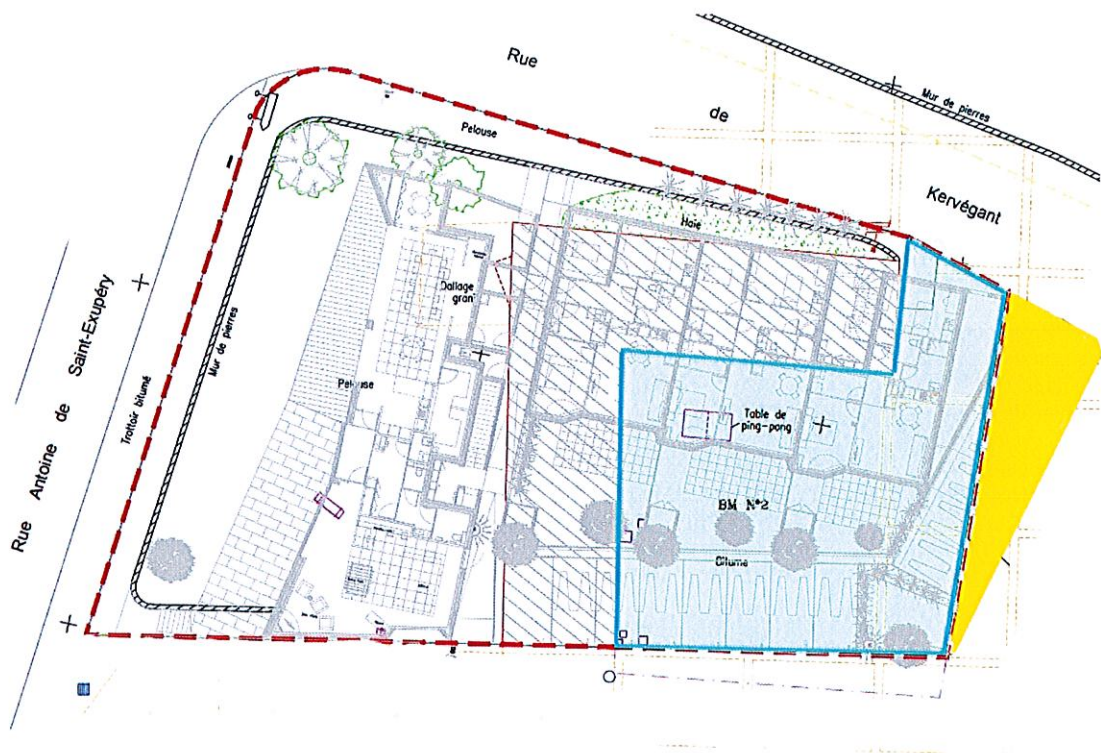 Rue
de
Kervégant
Mur de pierres
Pelouse
Haie
Dallage
gran
Rue Antoine de Saint-Exupéry
Trottoir bitumé
Mur de pierres
Pelouse
Table de
ping-pong
BM N°2
Bitume